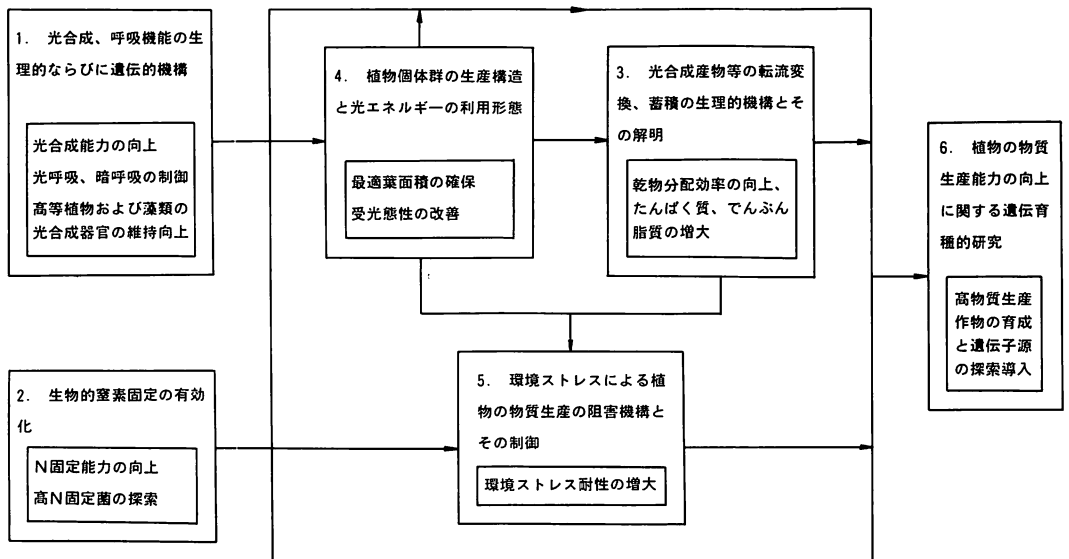 1. 光合成、呼吸機能の生
理的ならびに遺伝的機構
光合成能力の向上
光呼吸、暗呼吸の制御
高等植物および藻類の
光合成器官の維持向上
2. 生物的窒素固定の有効
化
N固定能力の向上
高N固定菌の探索
4. 植物個体群の生産構造
と光エネルギーの利用形態
最適葉面積の確保
受光態性の改善
3. 光合成産物等の転流変
換、蓄積の生理的機構とそ
の解明
乾物分配効率の向上、
たんぱく質、でんぷん
脂質の増大
5. 環境ストレスによる植
物の物質生産の阻害機構と
その制御
環境ストレス耐性の増大
6. 植物の物質
生産能力の向上
に関する遺伝育
種的研究
高物質生産
作物の育成
と遺伝子源
の探索導入